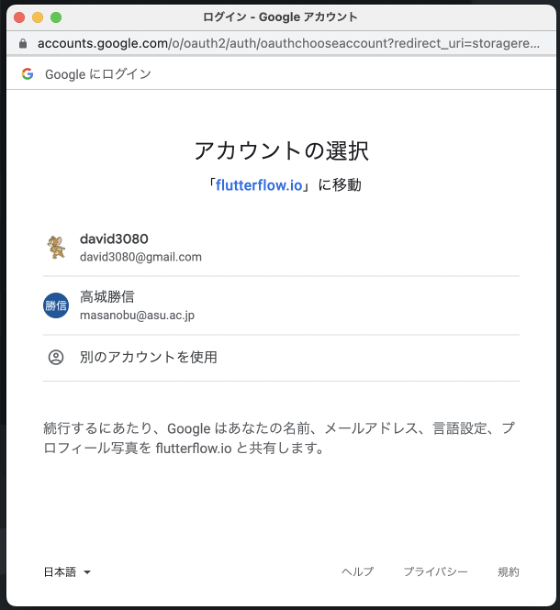 ログイン - Google アカウント
accounts.google.com/o/oauth2/auth/oauthchooseaccount?redirect_uri=storagere...
Google にログイン
アカウントの選択
「flutterflow.io」に移動
david3080
david3080@gmail.com
勝信
高城勝信
masanobu@asu.ac.jp
別のアカウントを使用
続行するにあたり、Google はあなたの名前、メールアドレス、言語設定、プ
ロフィール写真を flutterflow.io と共有します。
日本語 ヘルプ プライバシー 規約